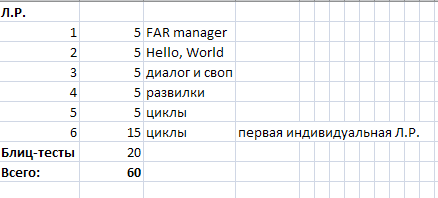 Л.Р.
1 5 FAR manager
2 5 Hello, World
3 5 диалог и своп
4 5 развилки
5 5 циклы
6 15 циклы первая индивидуальная Л.Р.
Блиц-тесты 20
Всего: 60